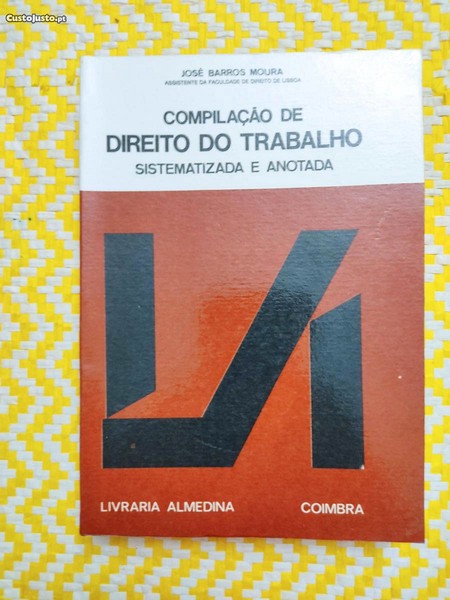 CustoJusto.pt
JOSÉ BARROS MOURA
ASSISTENTE DA FACULDADE DE DIREITO DE LISBOA
COMPILAÇÃO DE
DIREITO DO TRABALHO
SISTEMATIZADA E ANOTADA
LIVRARIA ALMEDINA COIMBRA